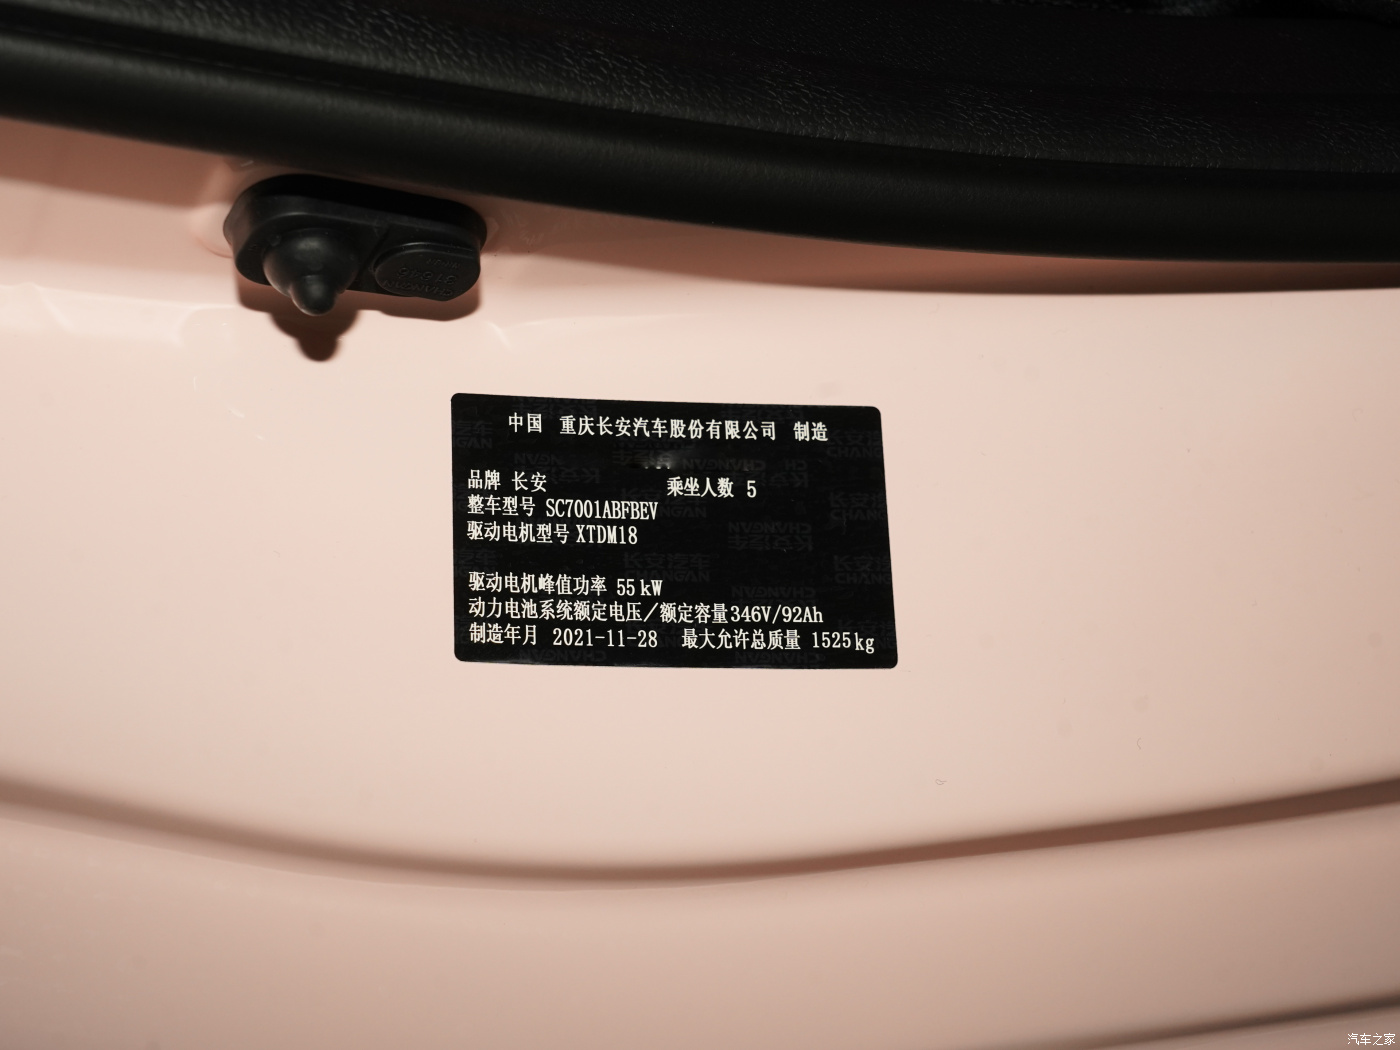 中国 重庆长安汽车股份有限公司 制造
品牌 长安 乘坐人数 5
整车型号 SC7001ABFBEV
驱动电机型号 XTDM18
驱动电机峰值功率 55kW
动力电池系统额定电压/额定容量346V/92Ah
制造年月 2021-11-28 最大允许总质量 1525kg
汽车之家